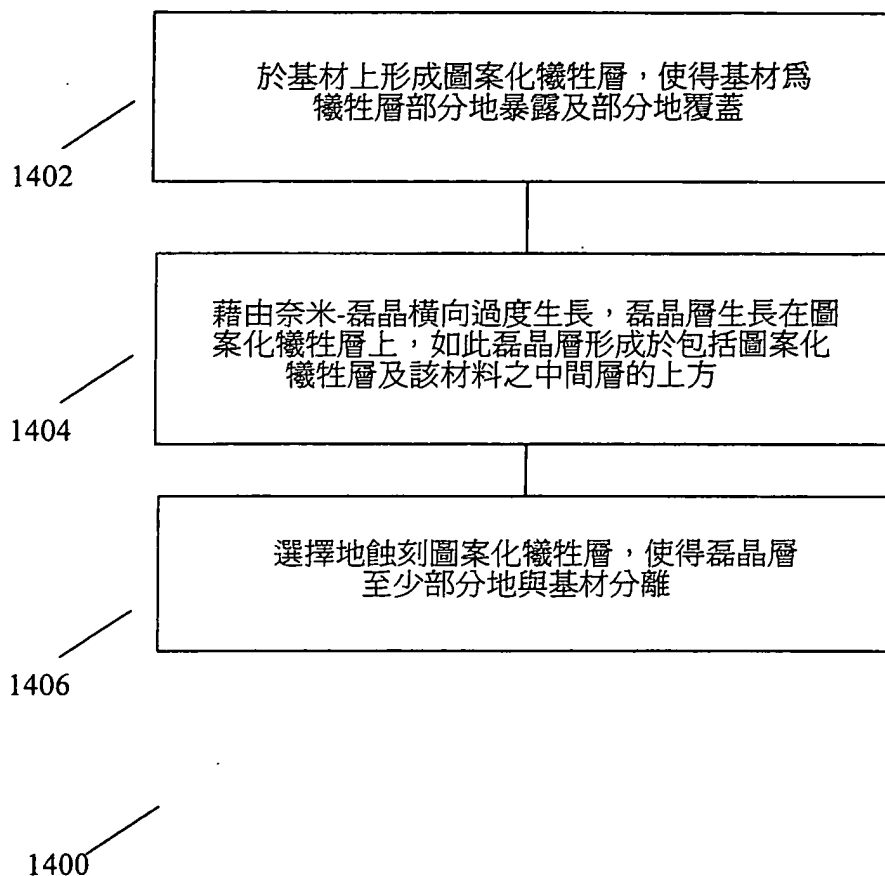 於基材上形成圖案化犧牲層，使得基材爲
犧牲層部分地暴露及部分地覆蓋
1402
藉由奈米-磊晶橫向過度生長，磊晶層生長在圖
案化犧牲層上，如此磊晶層形成於包括圖案化
犧牲層及該材料之中間層的上方
1404
選擇地蝕刻圖案化犧牲層，使得磊晶層
至少部分地與基材分離
1406
1400